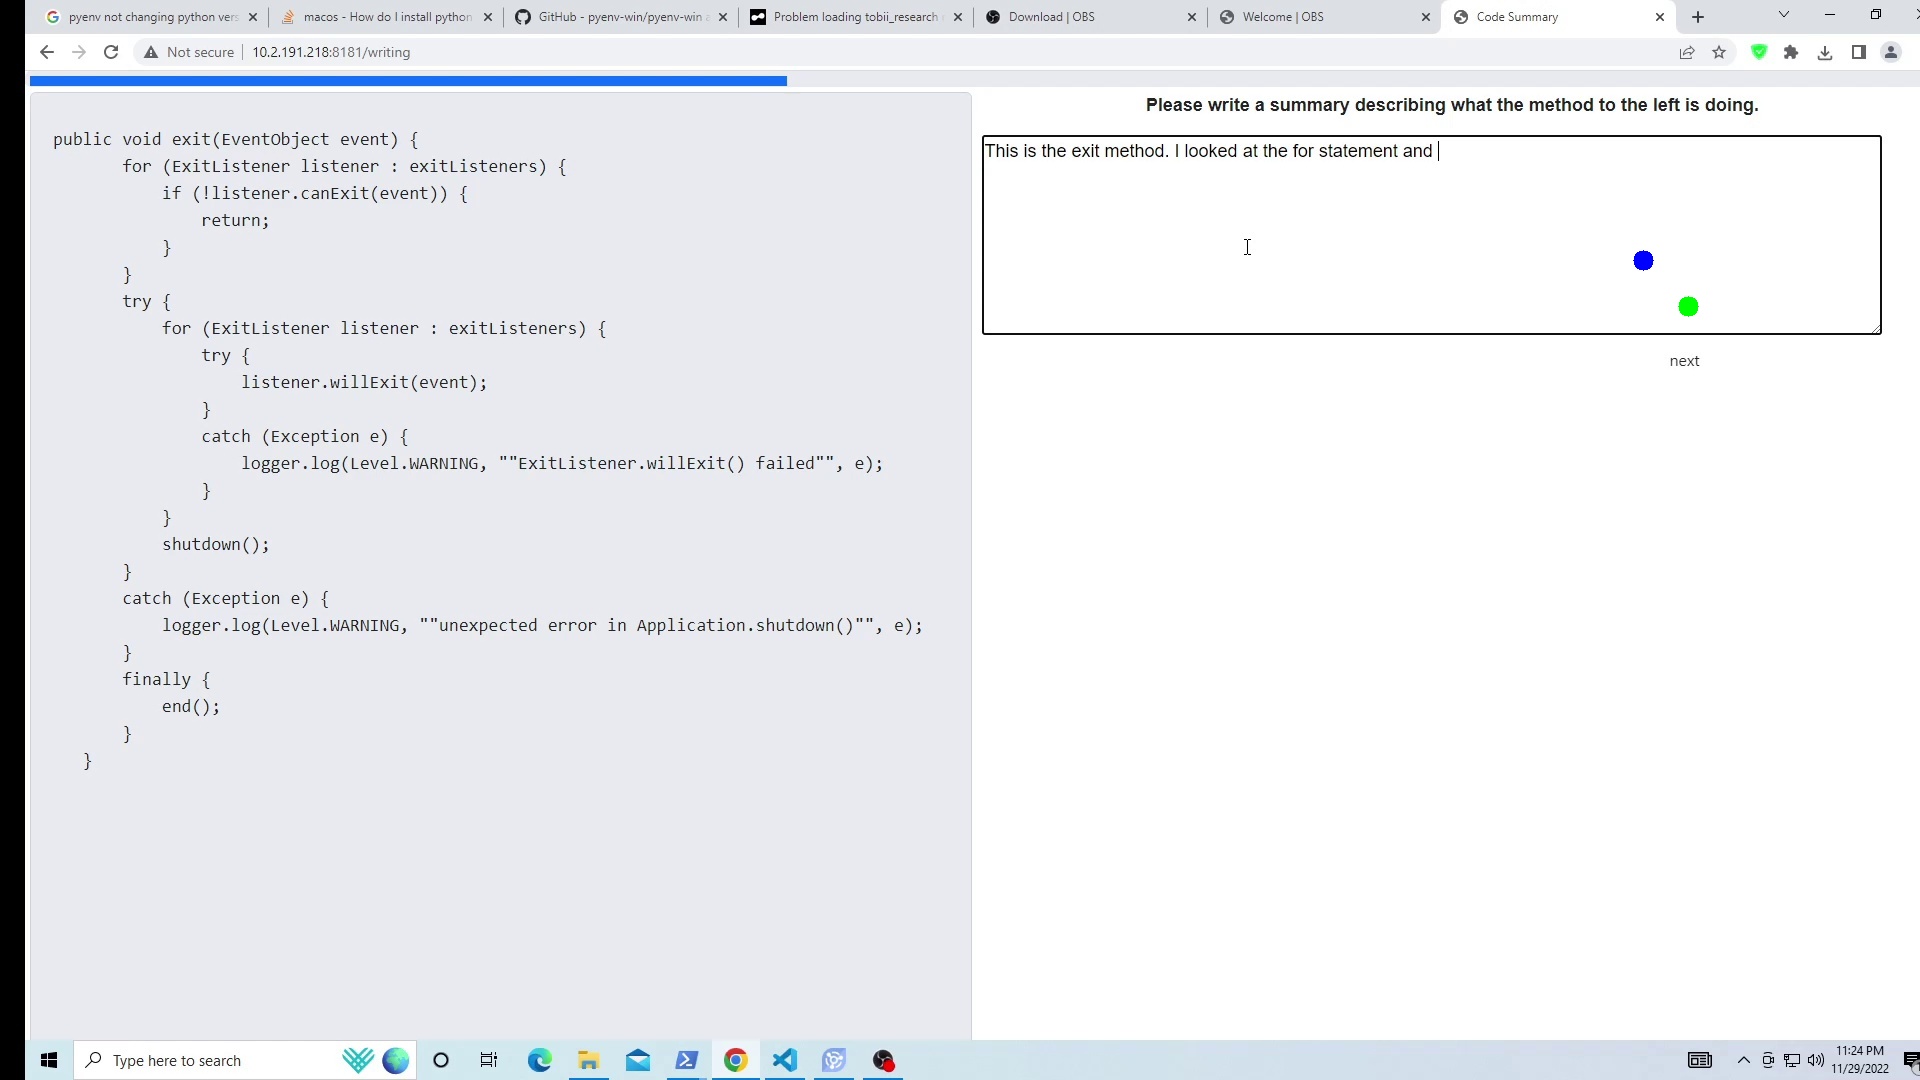 pyenv not changing python vers
macos - How do I install python
GitHub - pyenv-win/pyenv-win a
Problem loading tobii_research
Download | OBS
Welcome | OBS
Code Summary
Not secure
10.2.191.218:8181/writing
Please write a summary describing what the method to the left is doing.
This is the exit method. I looked at the for statement and
next
public void exit(EventObject event) {
for (ExitListener listener : exitListeners) {
if (!listener.canExit(event)) {
return;
}
}
try {
for (ExitListener listener : exitListeners) {
try {
listener.willExit(event);
}
catch (Exception e) {
logger.log(Level.WARNING, ""ExitListener.willExit() failed"", e);
}
}
shutdown();
}
catch (Exception e) {
logger.log(Level.WARNING, ""unexpected error in Application.shutdown()"", e);
}
finally {
end();
}
}
Type here to search
11:24 PM
11/29/2022